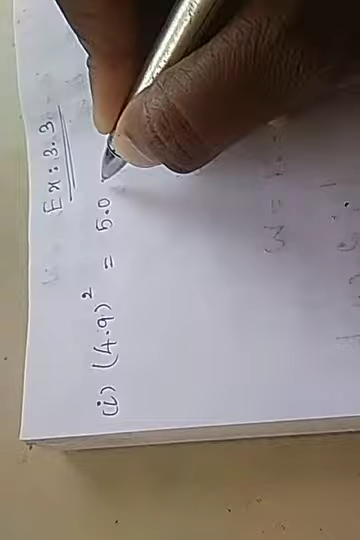 Ex: 3.3
(i) (4.9)² = 5.0